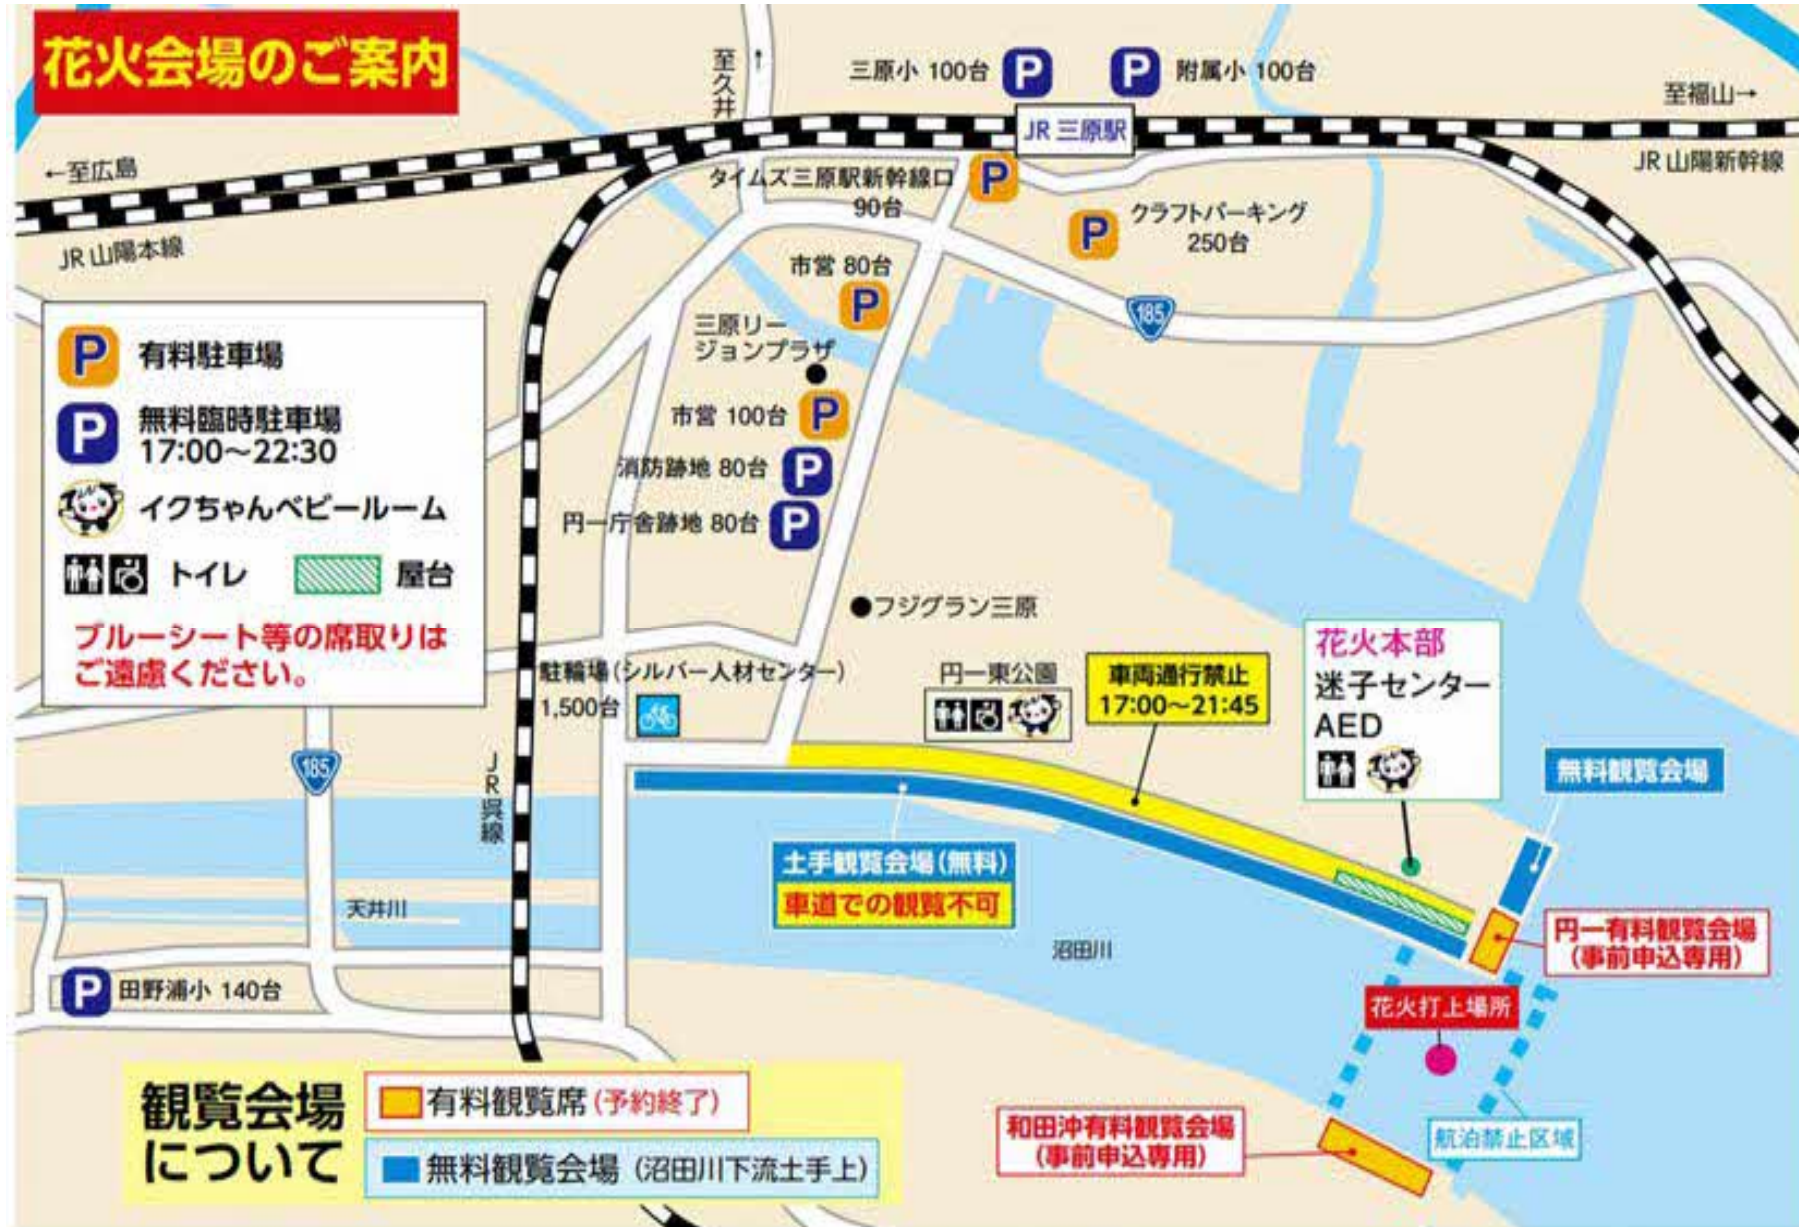 花火会場のご案内
至久井
↑
三原小 100台
P
P
附属小 100台
至福山→
JR 三原駅
JR 山陽新幹線
←至広島
JR 山陽本線
タイムズ三原駅新幹線口
90台
P
P
クラフトパーキング
250台
市営 80台
P
185
三原リー
ジョンプラザ
市営 100台
P
消防跡地 80台
P
円一庁舎跡地 80台
P
P
有料駐車場
P
無料臨時駐車場
17:00～22:30
イクちゃんベビールーム
トイレ
屋台
ブルーシート等の席取りは
ご遠慮ください。
フジグラン三原
駐輪場(シルバー人材センター)
1,500台
円一東公園
車両通行禁止
17:00～21:45
花火本部
迷子センター
AED
無料観覧会場
185
JR呉線
土手観覧会場(無料)
車道での観覧不可
天井川
沼田川
円一有料観覧会場
(事前申込専用)
P
田野浦小 140台
花火打上場所
和田沖有料観覧会場
(事前申込専用)
航泊禁止区域
観覧会場
について
有料観覧席(予約終了)
無料観覧会場 (沼田川下流土手上)